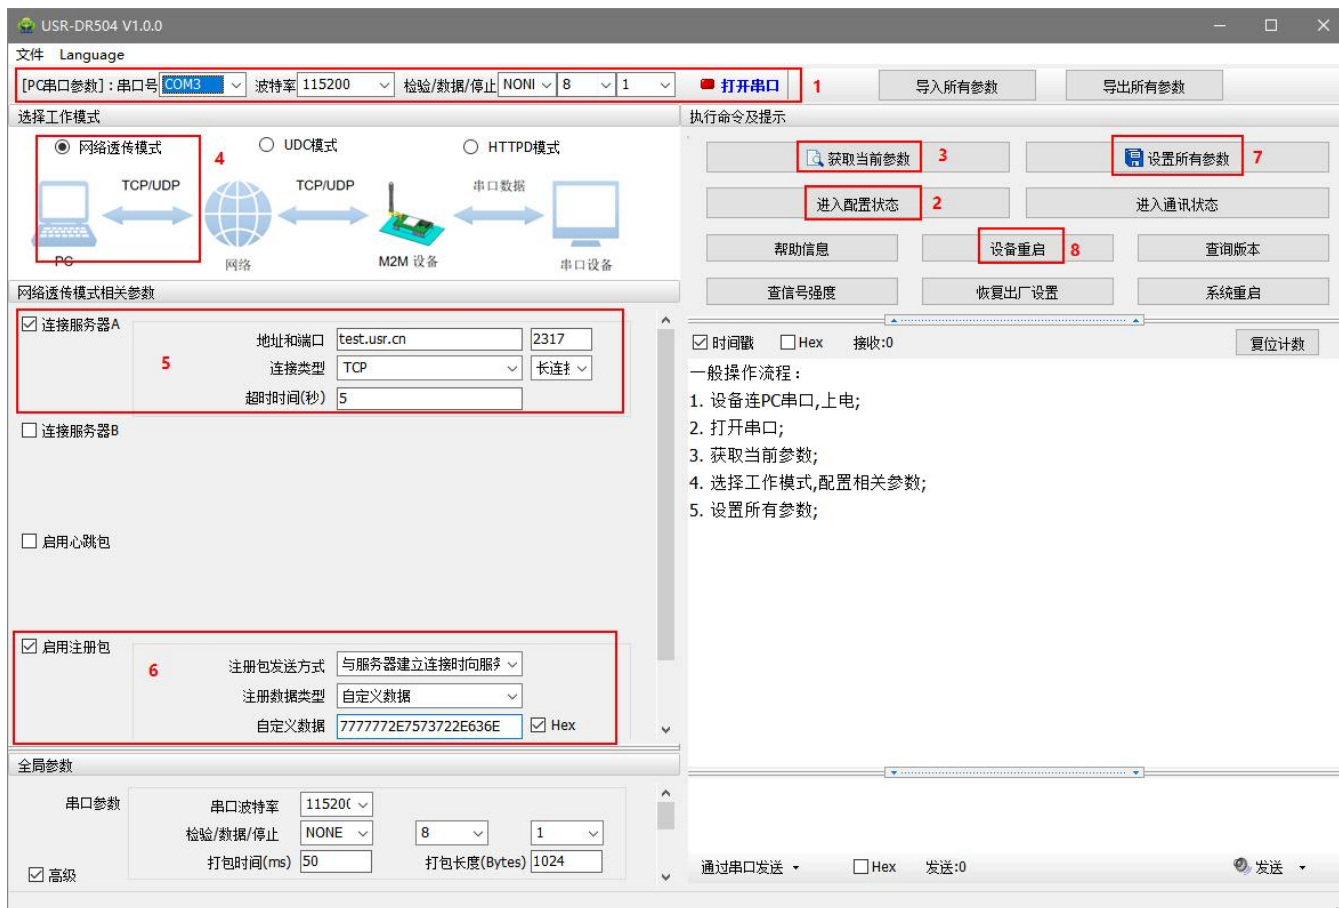 USR-DR504 V1.0.0
文件 Language
[PC串口参数]：串口号 COM3 波特率 115200 检验/数据/停止 NONI 8 1 打开串口 1 导入所有参数 导出所有参数
选择工作模式
网络透传模式 4 UDC模式 HTTPD模式
TCP/UDP TCP/UDP 串口数据
PC 网络 M2M 设备 串口设备
网络透传模式相关参数
连接服务器A
地址和端口 test.usr.cn 2317
5 连接类型 TCP 长连接
超时时间(秒) 5
连接服务器B
启用心跳包
启用注册包
6 注册包发送方式 与服务器建立连接时向服务
注册数据类型 自定义数据
自定义数据 7777772E7573722E636E Hex
全局参数
串口参数 串口波特率 115200
检验/数据/停止 NONE 8 1
打包时间(ms) 50 打包长度(Bytes) 1024
高级
执行命令及提示
获取当前参数 3 设置所有参数 7
进入配置状态 2 进入通讯状态
帮助信息 设备重启 8 查询版本
查信号强度 恢复出厂设置 系统重启
时间戳 Hex 接收:0 复位计数
一般操作流程：
1. 设备连PC串口,上电;
2. 打开串口;
3. 获取当前参数;
4. 选择工作模式,配置相关参数;
5. 设置所有参数;
通过串口发送 Hex 发送:0 发送